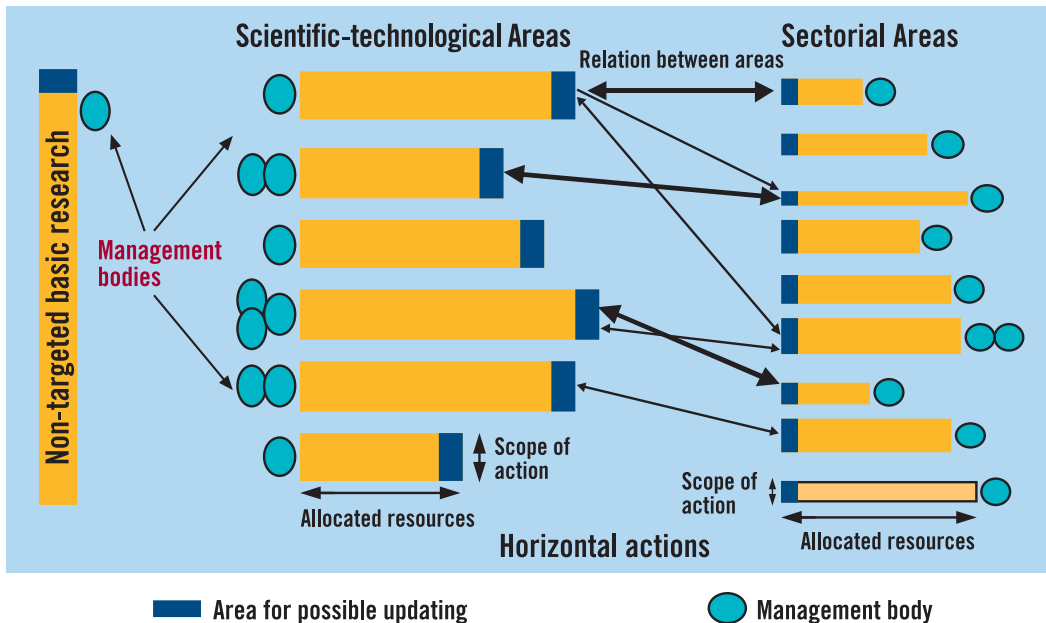 Scientific-technological Areas
Sectorial Areas
Relation between areas
Non-targeted basic research
Management
bodies
Scope of
action
Allocated resources
Scope of
action
Allocated resources
Horizontal actions
Area for possible updating
Management body